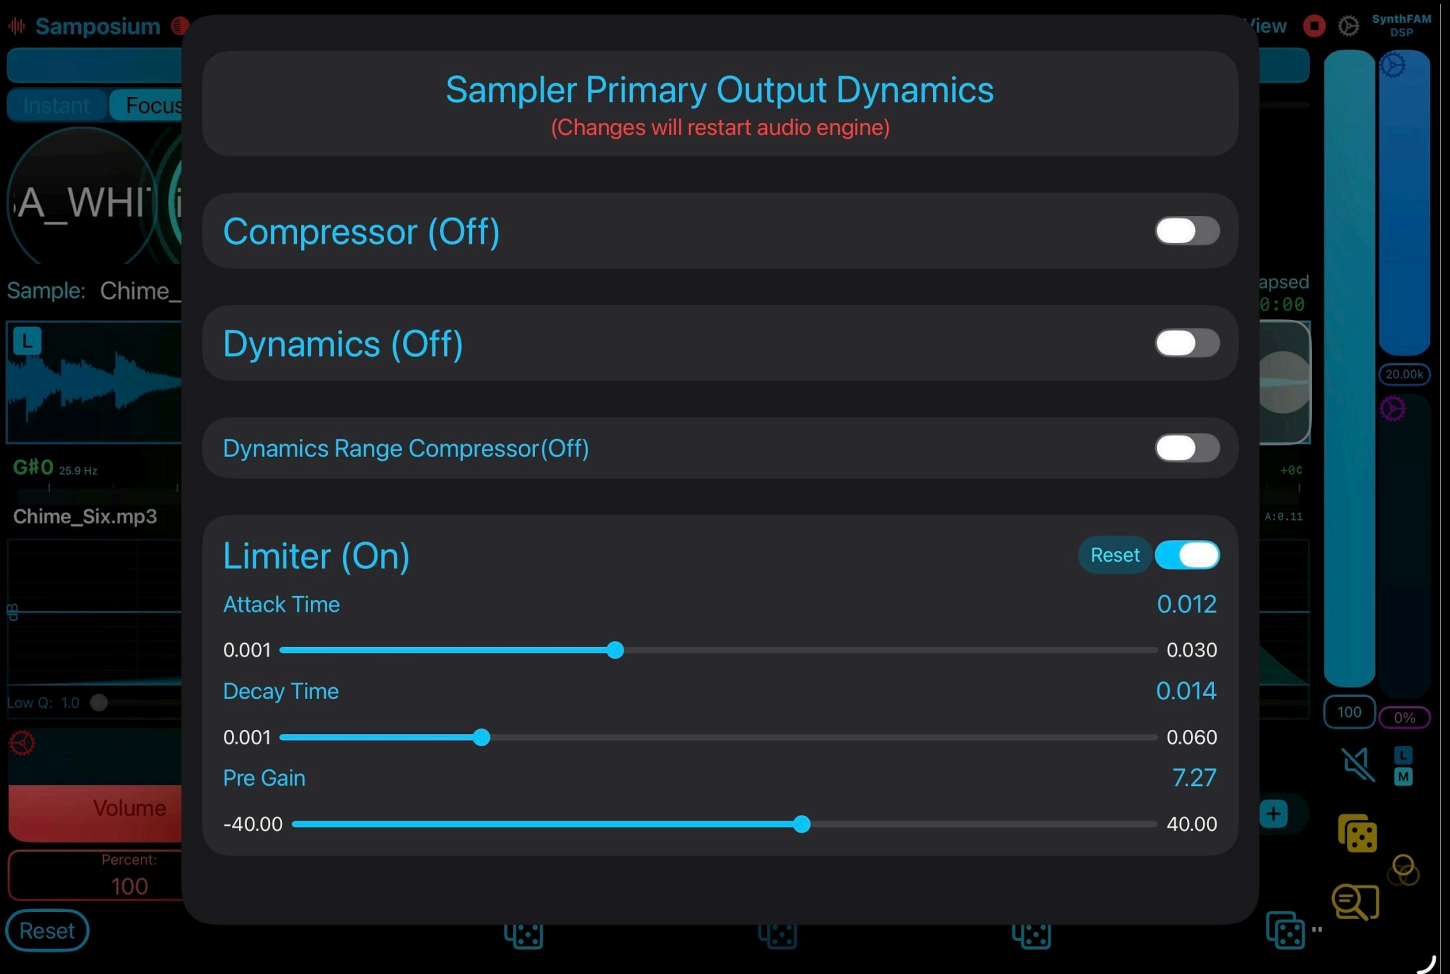 Samposium
View
SynthFAM
DSP
Instant
Focus
Sampler Primary Output Dynamics
(Changes will restart audio engine)
A_WHI
Compressor (Off)
Sample: Chime_
apsed
0:00
L
Dynamics (Off)
20.00k
G#0 25.9 Hz
Dynamics Range Compressor(Off)
+0¢
Chime_Six.mp3
A:0.11
Limiter (On)
Reset
Attack Time
0.012
dB
0.001
0.030
Decay Time
0.014
Low Q: 1.0
100
0%
0.001
0.060
L
M
Pre Gain
7.27
Volume
-40.00
40.00
Percent:
100
Reset